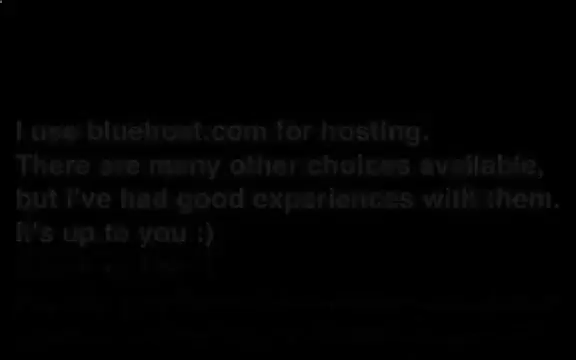 I use bluehost.com for hosting.
There are many other choices available,
but I've had good experiences with them.
It's up to you :)